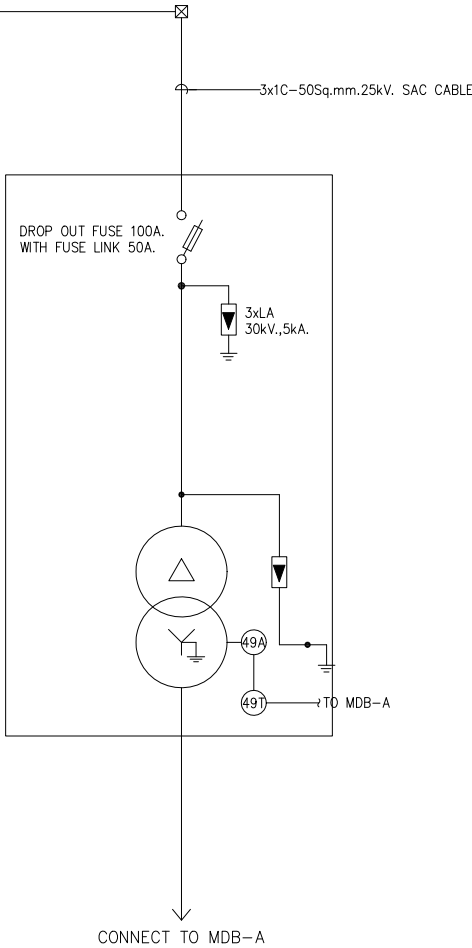 3x1C-50Sq.mm.25kV. SAC CABLE
DROP OUT FUSE 100A.
WITH FUSE LINK 50A.
3xLA
30kV.,5kA.
49A
49T
TO MDB-A
CONNECT TO MDB-A